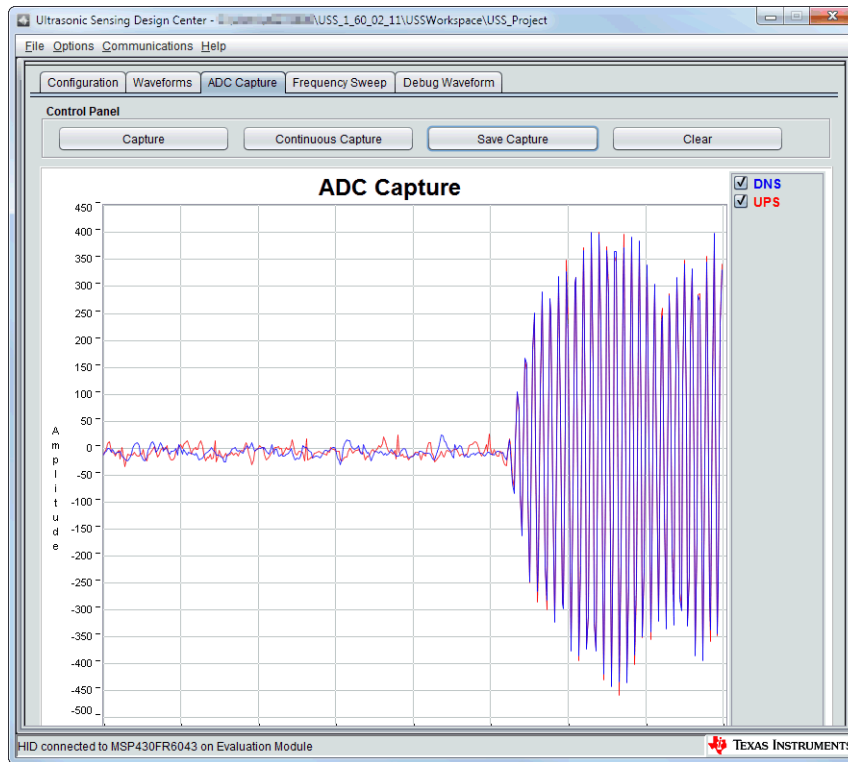 Ultrasonic Sensing Design Center - \USS_1_60_02_11\USSWorkspace\USS_Project
File Options Communications Help
Configuration Waveforms ADC Capture Frequency Sweep Debug Waveform
Control Panel
Capture Continuous Capture Save Capture Clear
ADC Capture
DNS
UPS
450
400
350
300
250
200
150
100
50
0
-50
-100
-150
-200
-250
-300
-350
-400
-450
-500
Amplitude
HID connected to MSP430FR6043 on Evaluation Module
TEXAS INSTRUMENTS